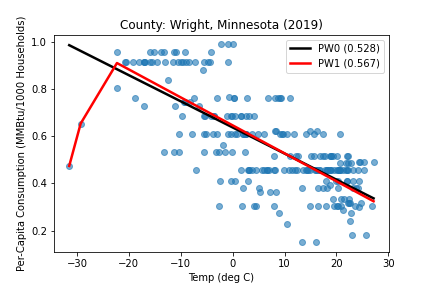 County: Wright, Minnesota (2019)
PW0 (0.528)
PW1 (0.567)
Per-Capita Consumption (MMBtu/1000 Households)
1.0
0.8
0.6
0.4
0.2
−30 −20 −10 0 10 20 30
Temp (deg C)